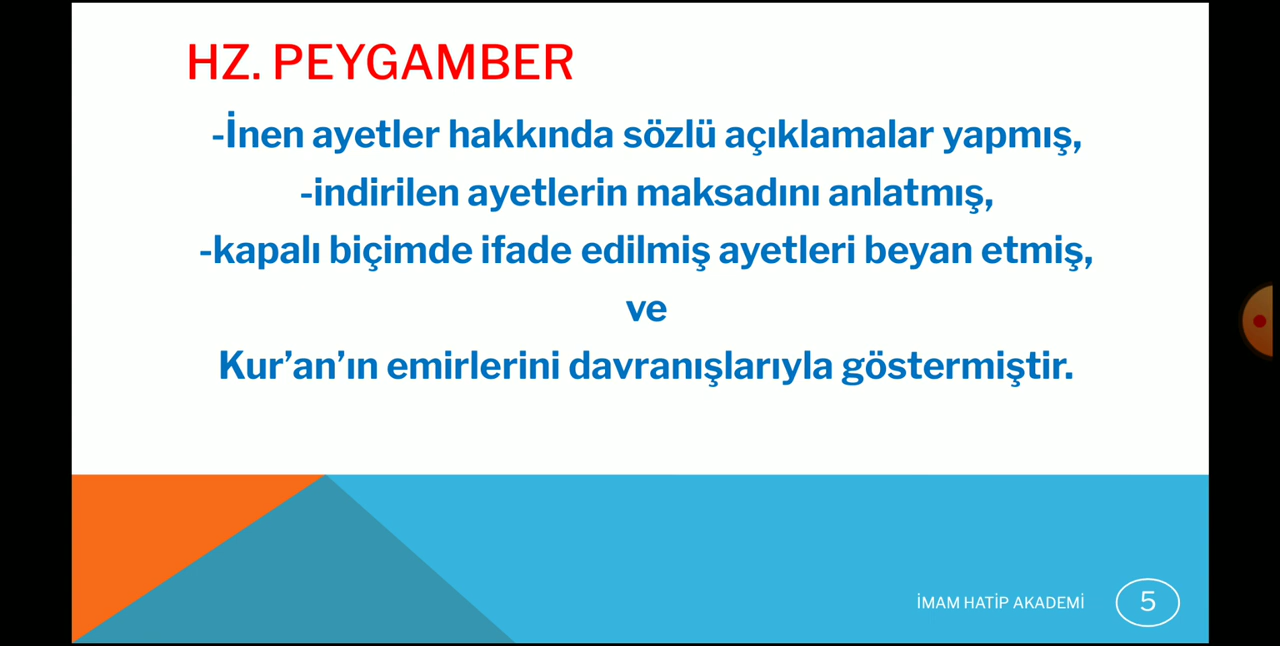 HZ. PEYGAMBER
-İnen ayetler hakkında sözlü açıklamalar yapmış,
-indirilen ayetlerin maksadını anlatmış,
-kapalı biçimde ifade edilmiş ayetleri beyan etmiş,
ve
Kur’an’ın emirlerini davranışlarıyla göstermiştir.
İMAM HATİP AKADEMİ 5